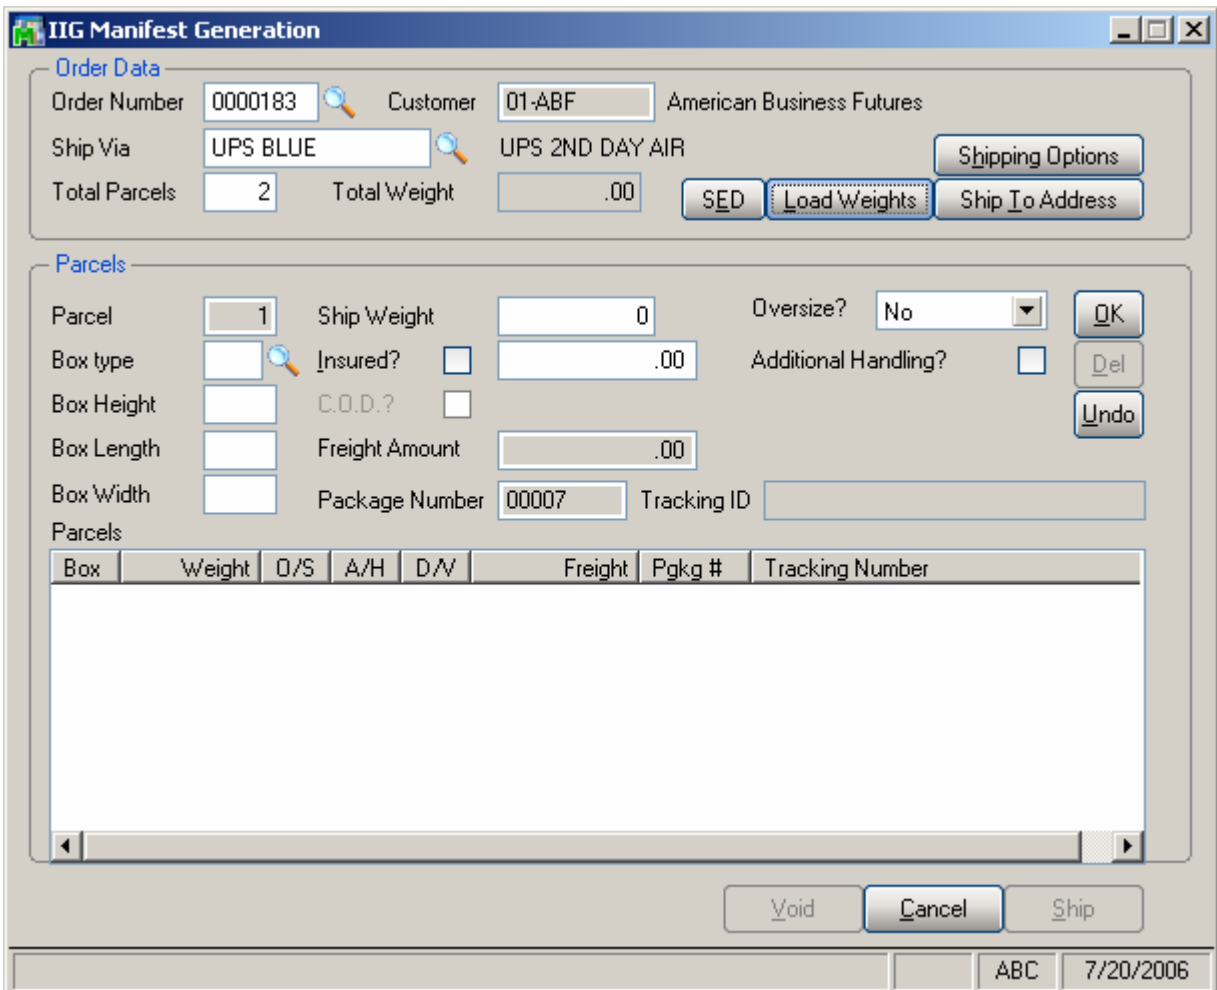 IIG Manifest Generation
Order Data
Order Number 0000183 Customer 01-ABF American Business Futures
Ship Via UPS BLUE UPS 2ND DAY AIR Shipping Options
Total Parcels 2 Total Weight .00 SED Load Weights Ship To Address
Parcels
Parcel 1 Ship Weight 0 Oversize? No OK
Box type Insured? .00 Additional Handling? Del
Box Height C.O.D.? Undo
Box Length Freight Amount .00
Box Width Package Number 00007 Tracking ID
Parcels
Box Weight O/S A/H D/V Freight Pgkg # Tracking Number
Void Cancel Ship
ABC 7/20/2006